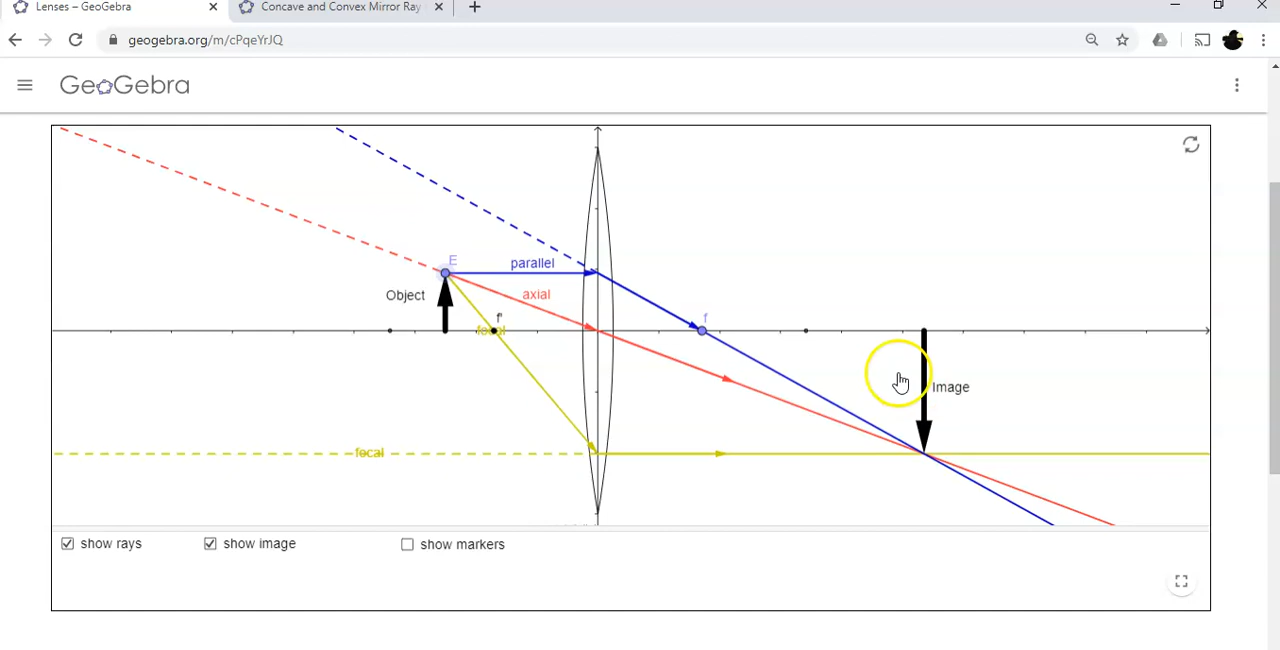 Lenses – GeoGebra
Concave and Convex Mirror Ray
geogebra.org/m/cPqeYrJQ
GeoGebra
E
parallel
Object
axial
f'
f
focal
Image
focal
show rays
show image
show markers